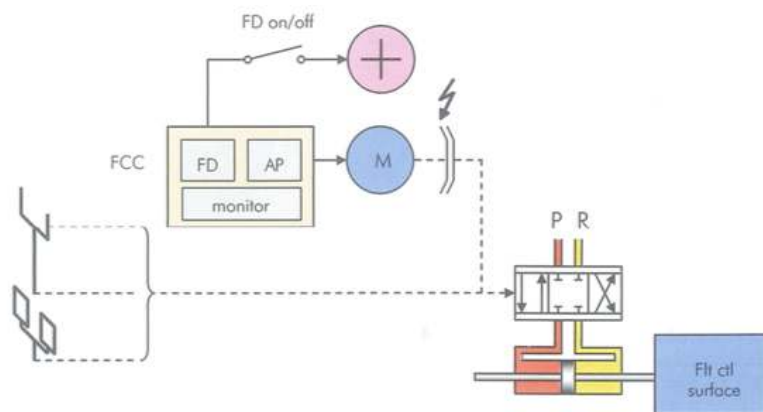 FD on/off
FCC
FD
AP
M
monitor
P R
Flt ctl
surface